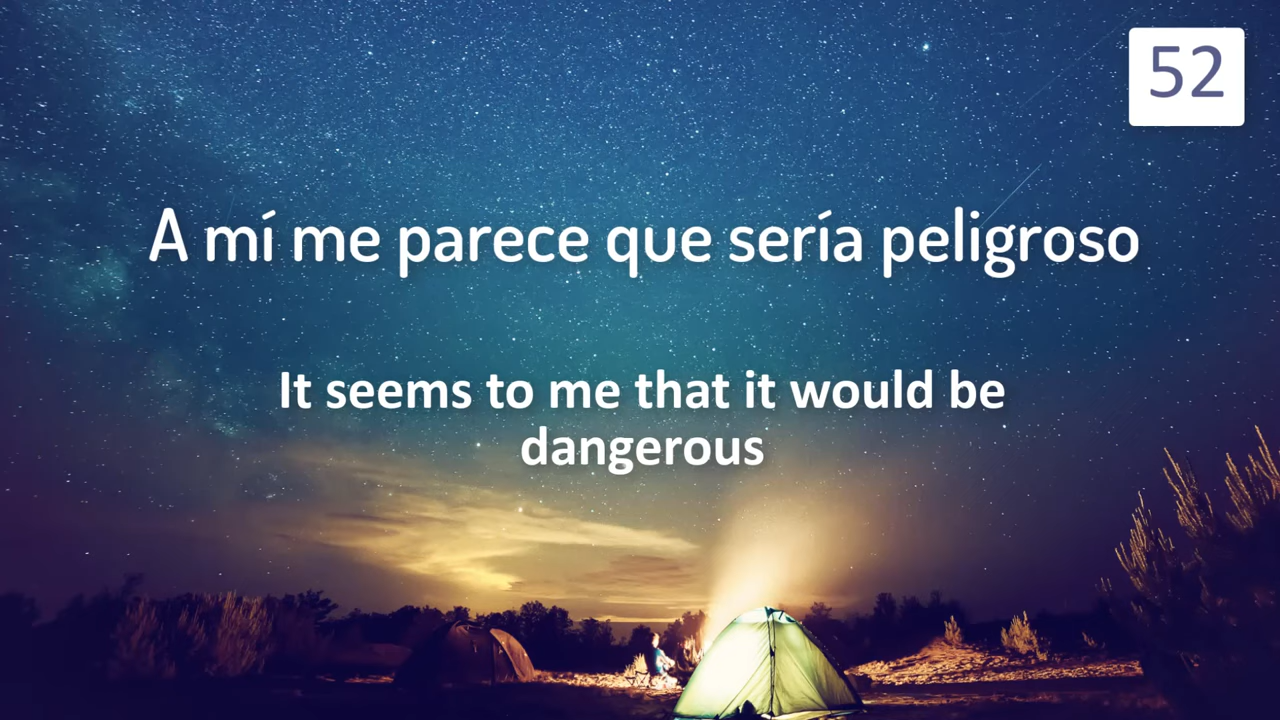 52
A mí me parece que sería peligroso
It seems to me that it would be
dangerous